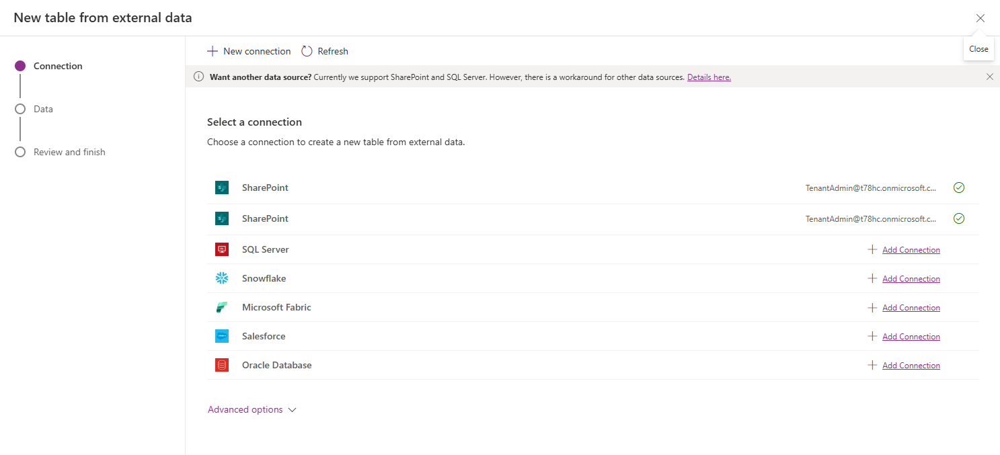 New table from external data
Close
Connection
Data
Review and finish
New connection Refresh
Want another data source? Currently we support SharePoint and SQL Server. However, there is a workaround for other data sources. Details here.
Select a connection
Choose a connection to create a new table from external data.
SharePoint TenantAdmin@t78hc.onmicrosoft.c...
SharePoint TenantAdmin@t78hc.onmicrosoft.c...
SQL Server Add Connection
Snowflake Add Connection
Microsoft Fabric Add Connection
Salesforce Add Connection
Oracle Database Add Connection
Advanced options